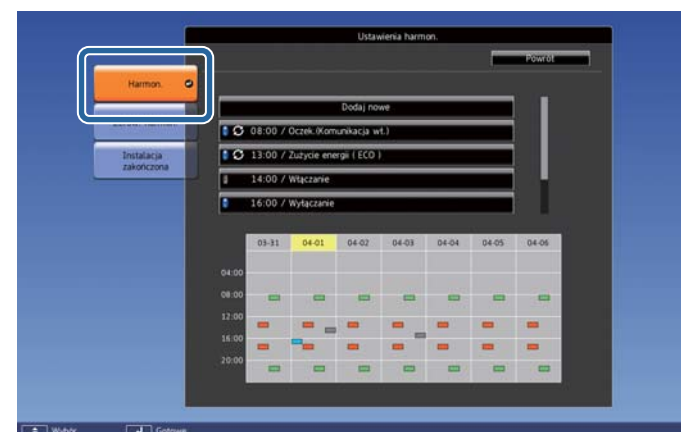 Ustawienia harmon.
Powrót
Harmon.
Dodaj nowe
08:00 / Oczek.(Komunikacja wł.)
Instalacja
zakończona
13:00 / Zużycie energii ( ECO )
14:00 / Włączanie
16:00 / Wyłączanie
03-31 04-01 04-02 04-03 04-04 04-05 04-06
04:00
08:00
12:00
16:00
20:00